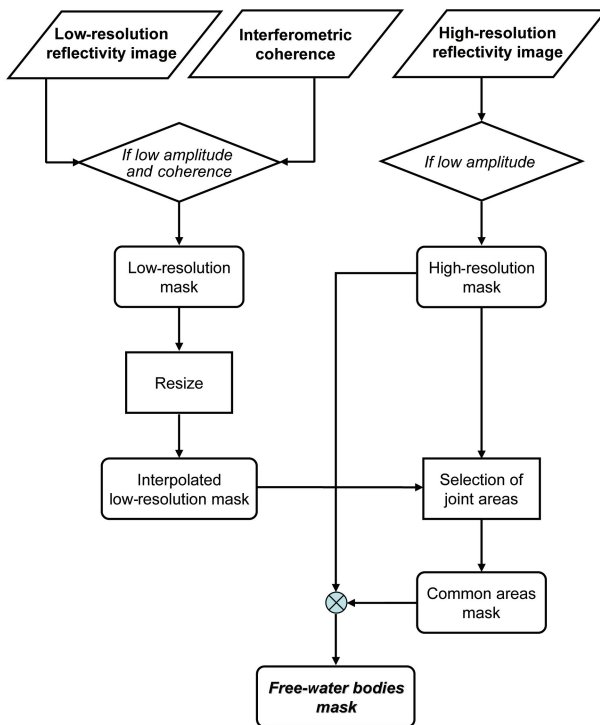 Low-resolution
reflectivity image
Interferometric
coherence
High-resolution
reflectivity image
If low amplitude
and coherence
If low amplitude
Low-resolution
mask
High-resolution
mask
Resize
Interpolated
low-resolution mask
Selection of
joint areas
Common areas
mask
Free-water bodies
mask